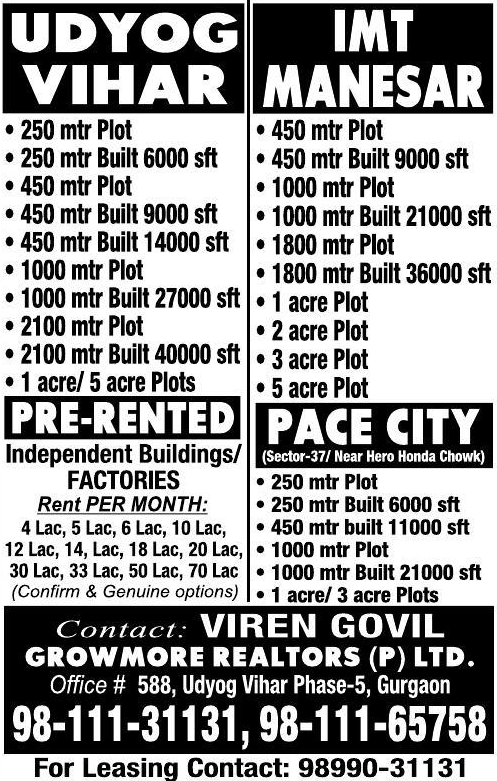 UDYOG
VIHAR
• 250 mtr Plot
• 250 mtr Built 6000 sft
• 450 mtr Plot
• 450 mtr Built 9000 sft
• 450 mtr Built 14000 sft
• 1000 mtr Plot
• 1000 mtr Built 27000 sft
• 2100 mtr Plot
• 2100 mtr Built 40000 sft
• 1 acre/ 5 acre Plots
PRE-RENTED
Independent Buildings/
FACTORIES
Rent PER MONTH:
4 Lac, 5 Lac, 6 Lac, 10 Lac,
12 Lac, 14, Lac, 18 Lac, 20 Lac,
30 Lac, 33 Lac, 50 Lac, 70 Lac
(Confirm & Genuine options)
IMT
MANESAR
• 450 mtr Plot
• 450 mtr Built 9000 sft
• 1000 mtr Plot
• 1000 mtr Built 21000 sft
• 1800 mtr Plot
• 1800 mtr Built 36000 sft
• 1 acre Plot
• 2 acre Plot
• 3 acre Plot
• 5 acre Plot
PACE CITY
(Sector-37/ Near Hero Honda Chowk)
• 250 mtr Plot
• 250 mtr Built 6000 sft
• 450 mtr built 11000 sft
• 1000 mtr Plot
• 1000 mtr Built 21000 sft
• 1 acre/ 3 acre Plots
Contact: VIREN GOVIL
GROWMORE REALTORS (P) LTD.
Office # 588, Udyog Vihar Phase-5, Gurgaon
98-111-31131, 98-111-65758
For Leasing Contact: 98990-31131